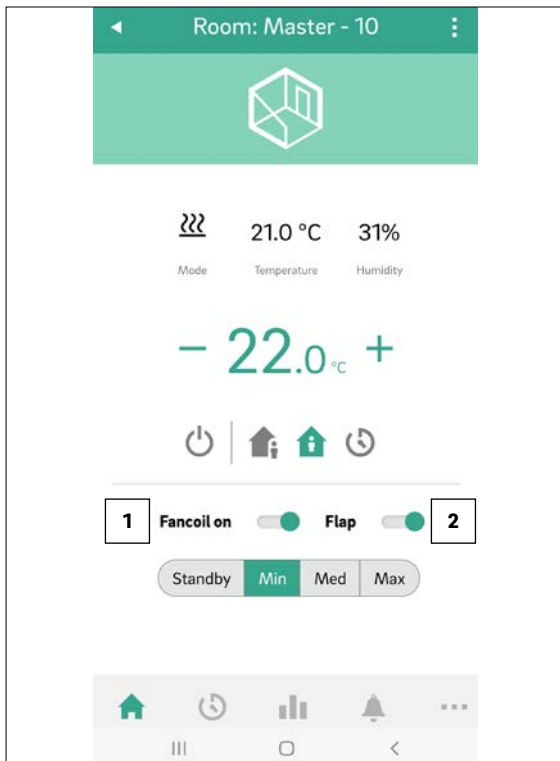 Room: Master - 10
21.0 °C 31%
Mode Temperature Humidity
− 22.0 °C +
1 Fancoil on Flap 2
Standby Min Med Max